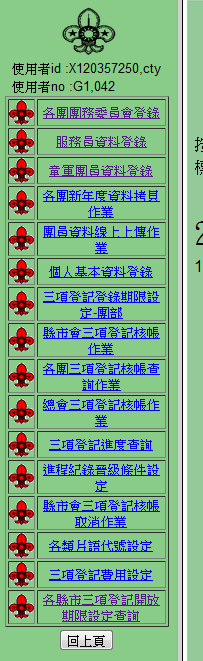 使用者id :X120357250,cty
使用者no :G1,042
各團團務委員會登錄
服務員資料登錄
童軍團員資料登錄
各團新年度資料拷貝
作業
團員資料線上上傳作
業
個人基本資料登錄
三項登記登錄期限設
定-團部
縣市會三項登記核帳
作業
各團三項登記核帳查
詢作業
總會三項登記核帳作
業
三項登記進度查詢
進程紀錄晉級條件設
定
縣市會三項登記核帳
取消作業
各類片語代號設定
三項登記費用設定
各縣市三項登記開放
期限設定查詢
回上頁